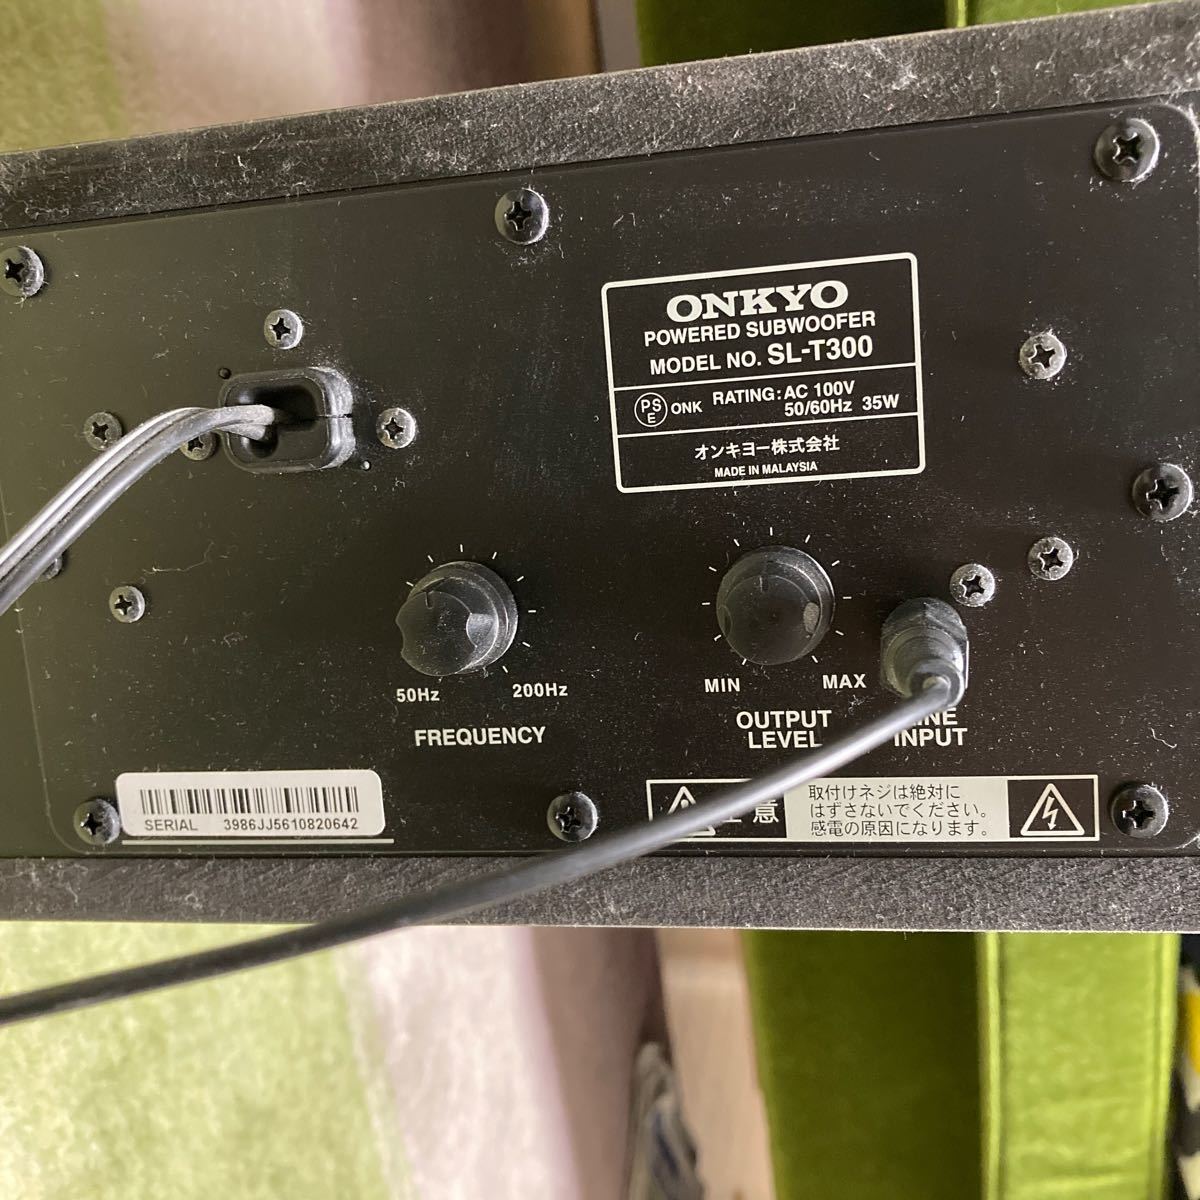 ONKYO
POWERED SUBWOOFER
MODEL NO. SL-T300
PSE ONK RATING: AC 100V
50/60Hz 35W
オンキヨー株式会社
MADE IN MALAYSIA
50Hz
200Hz
FREQUENCY
MIN
MAX
OUTPUT
LEVEL
LINE
INPUT
SERIAL 3986JJ5610820642
注意
取付けネジは絶対に
はずさないでください。
感電の原因になります。